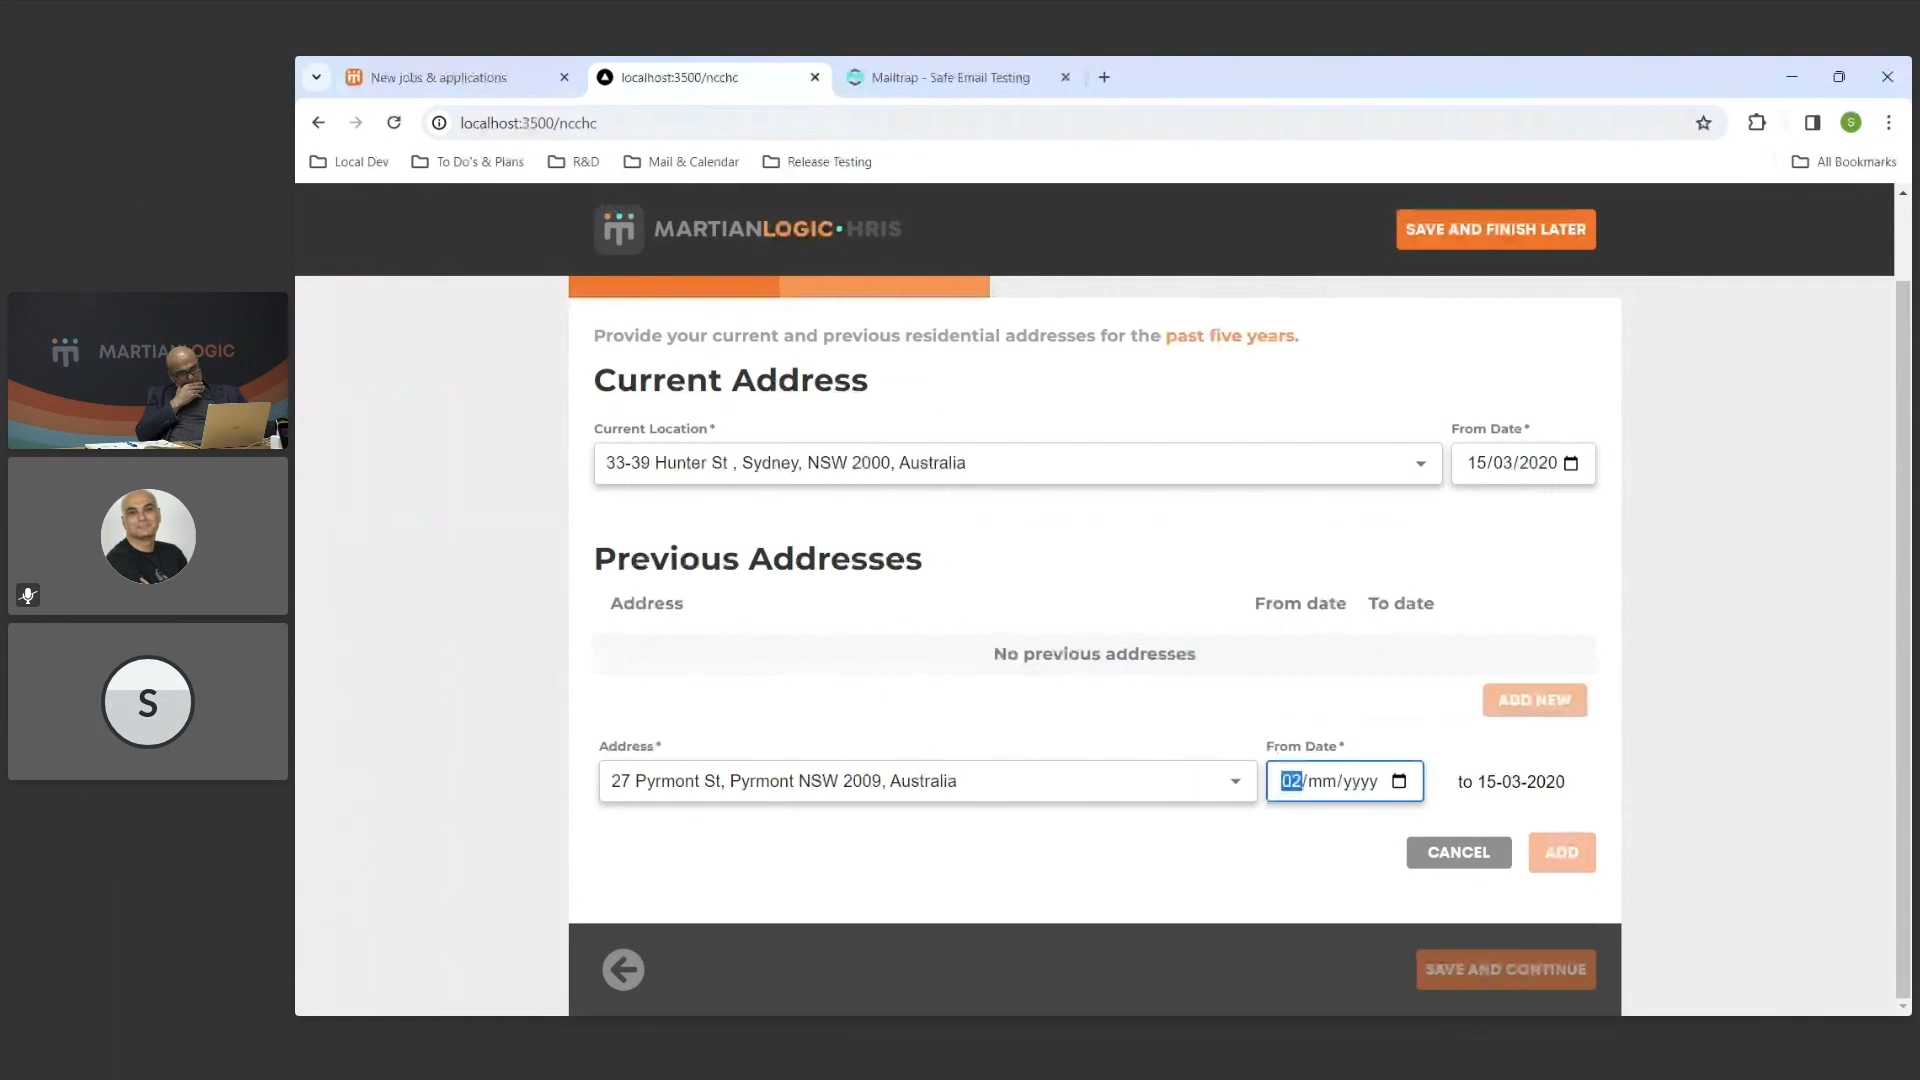 New jobs & applications
localhost:3500/ncchc
Mailtrap - Safe Email Testing
localhost:3500/ncchc
S
Local Dev
To Do's & Plans
R&D
Mail & Calendar
Release Testing
All Bookmarks
MARTIANLOGIC·HRIS
SAVE AND FINISH LATER
Provide your current and previous residential addresses for the past five years.
Current Address
Current Location*
From Date*
33-39 Hunter St , Sydney, NSW 2000, Australia
15/03/2020
Previous Addresses
Address
From date
To date
No previous addresses
ADD NEW
Address*
From Date*
27 Pyrmont St, Pyrmont NSW 2009, Australia
02/mm/yyyy
to 15-03-2020
CANCEL
ADD
SAVE AND CONTINUE
MARTIANLOGIC
S